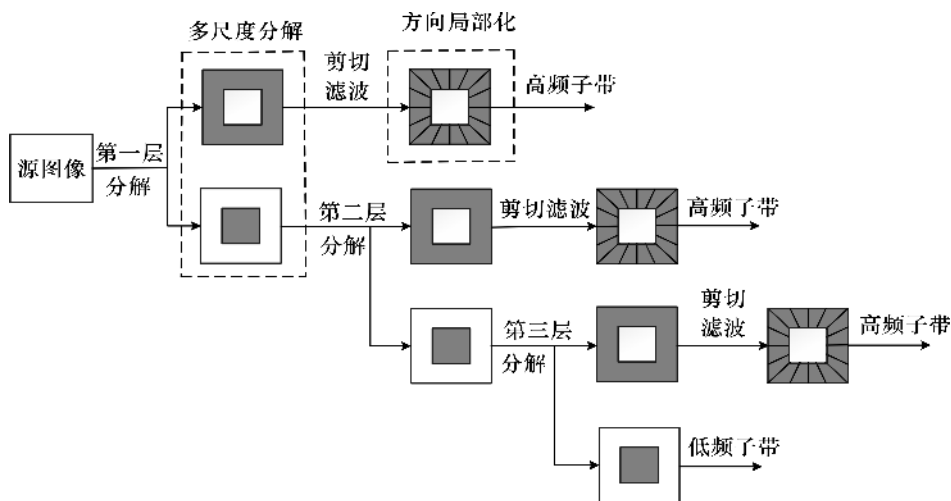 多尺度分解
方向局部化
剪切
滤波
高频子带
源图像
第一层
分解
第二层
分解
剪切滤波
高频子带
第三层
分解
剪切
滤波
高频子带
低频子带